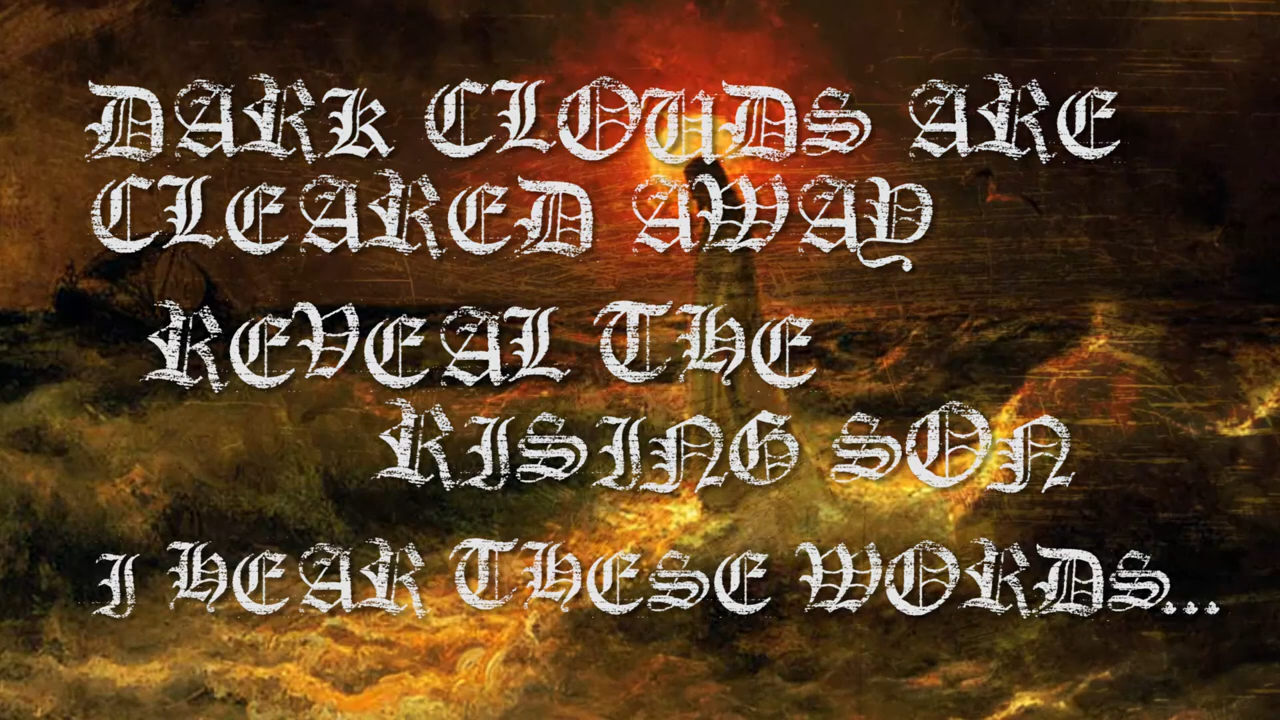 DARK CLOUDS ARE
CLEARED AWAY
REVEAL THE
RISING SON
I HEAR THESE WORDS...